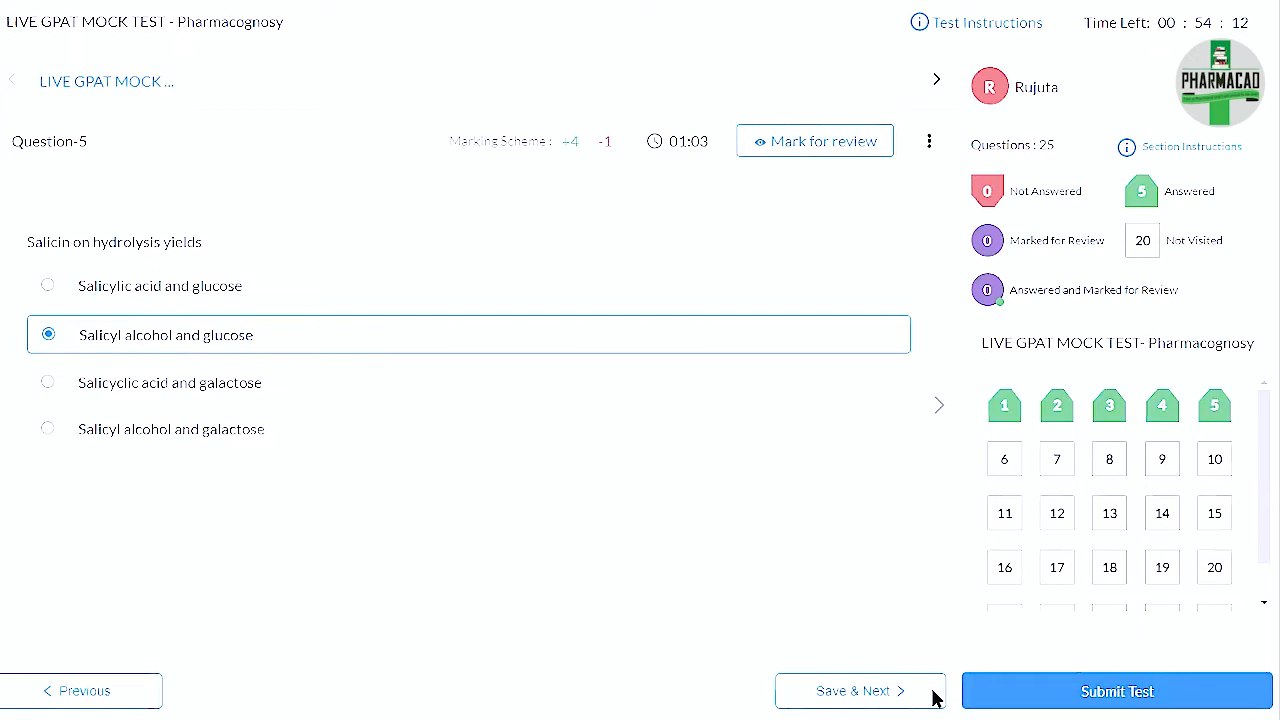 LIVE GPAT MOCK TEST - Pharmacognosy
Test Instructions
Time Left: 00 : 54 : 12
LIVE GPAT MOCK ...
R
Rujuta
PHARMACAD
Question-5
Marking Scheme: +4 -1
01:03
Mark for review
Questions : 25
Section Instructions
0 Not Answered
5 Answered
0 Marked for Review
20 Not Visited
0 Answered and Marked for Review
Salicin on hydrolysis yields
Salicylic acid and glucose
Salicyl alcohol and glucose
Salicyclic acid and galactose
Salicyl alcohol and galactose
LIVE GPAT MOCK TEST- Pharmacognosy
1 2 3 4 5
6 7 8 9 10
11 12 13 14 15
16 17 18 19 20
Previous
Save & Next
Submit Test